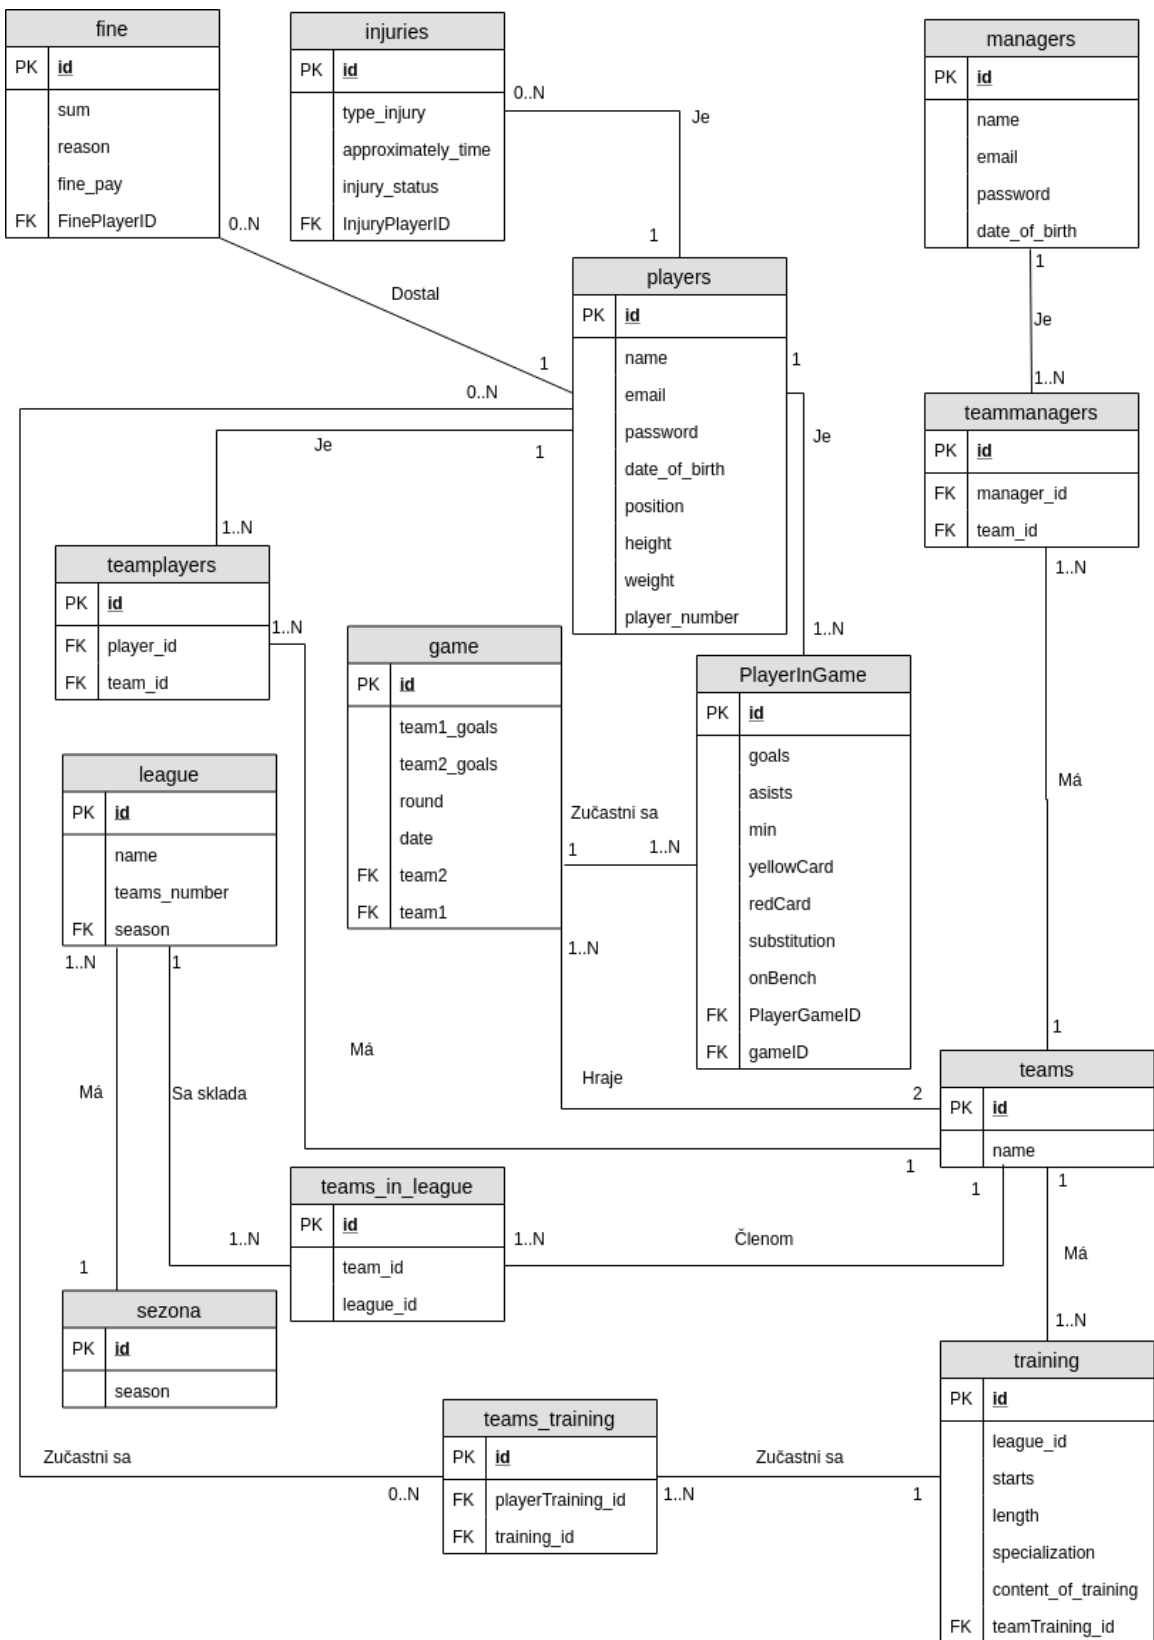 fine
PK id
sum
reason
fine_pay
FK FinePlayerID
0..N
injuries
PK id
type_injury
approximately_time
injury_status
FK InjuryPlayerID
0..N
Je
1
managers
PK id
name
email
password
date_of_birth
1
Je
1..N
Dostal
1
0..N
players
PK id
name
email
password
date_of_birth
position
height
weight
player_number
1
Je
1..N
Je
1
1..N
teammanagers
PK id
FK manager_id
FK team_id
1..N
Má
1
teamplayers
PK id
FK player_id
FK team_id
1..N
game
PK id
team1_goals
team2_goals
round
date
FK team2
FK team1
1..N
Zučastni sa
1 1..N
PlayerInGame
PK id
goals
asists
min
yellowCard
redCard
substitution
onBench
FK PlayerGameID
FK gameID
league
PK id
name
teams_number
FK season
1..N 1
Má
Sa sklada
Má
Hraje
2
1
teams
PK id
name
1
1
1 1..N
teams_in_league
PK id
team_id
league_id
1..N
Členom
Má
1..N
sezona
PK id
season
Zučastni sa
0..N
teams_training
PK id
FK playerTraining_id
FK training_id
Zučastni sa
1..N 1
training
PK id
league_id
starts
length
specialization
content_of_training
FK teamTraining_id